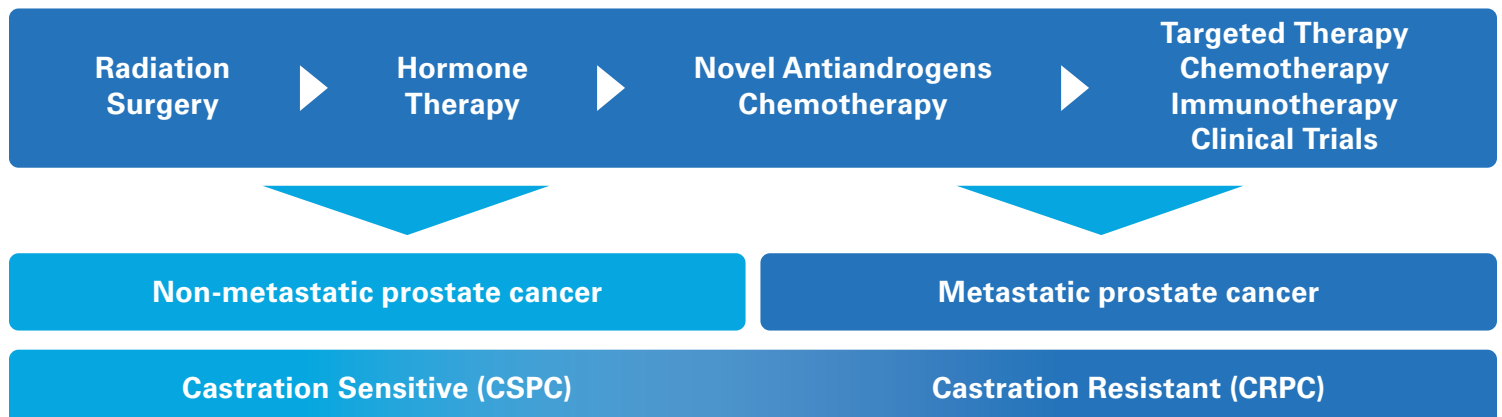 Radiation
Surgery
Hormone
Therapy
Novel Antiandrogens
Chemotherapy
Targeted Therapy
Chemotherapy
Immunotherapy
Clinical Trials
Non-metastatic prostate cancer
Metastatic prostate cancer
Castration Sensitive (CSPC)
Castration Resistant (CRPC)